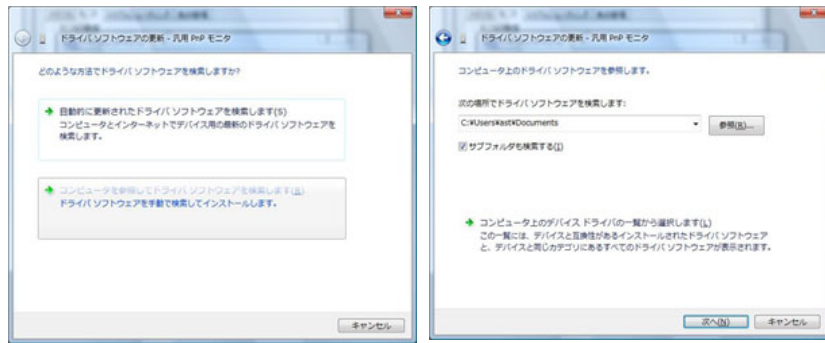 ドライバ ソフトウェアの更新 - 汎用 PnP モニタ
どのような方法でドライバ ソフトウェアを検索しますか?
自動的に更新されたドライバ ソフトウェアを検索します(S)
コンピュータとインターネットでデバイス用の最新のドライバ ソフトウェアを
検索します。
コンピュータを参照してドライバ ソフトウェアを検索します(R)
ドライバ ソフトウェアを手動で検索してインストールします。
キャンセル
ドライバ ソフトウェアの更新 - 汎用 PnP モニタ
コンピュータ上のドライバ ソフトウェアを参照します。
次の場所でドライバ ソフトウェアを検索します:
C:¥Users¥ast¥Documents
参照(R)...
サブフォルダも検索する(I)
コンピュータ上のデバイス ドライバの一覧から選択します(L)
この一覧には、デバイスと互換性があるインストールされたドライバ ソフトウェア
と、デバイスと同じカテゴリにあるすべてのドライバ ソフトウェアが表示されます。
次へ(N)
キャンセル